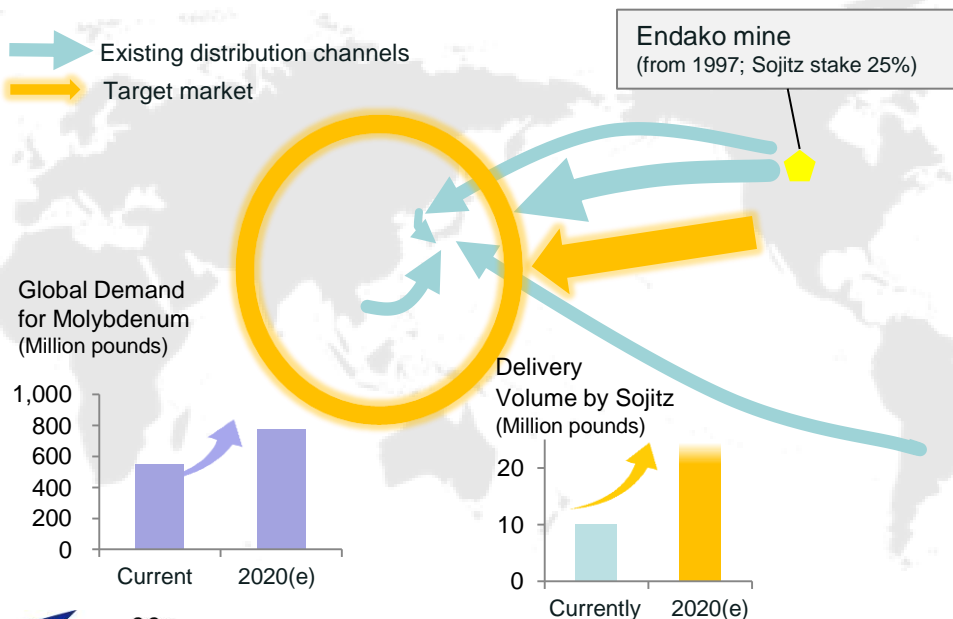 Existing distribution channels
Target market
Endako mine
(from 1997; Sojitz stake 25%)
Global Demand
for Molybdenum
(Million pounds)
1,000
800
600
400
200
0
Current 2020(e)
Delivery
Volume by Sojitz
(Million pounds)
20
10
0
Currently 2020(e)